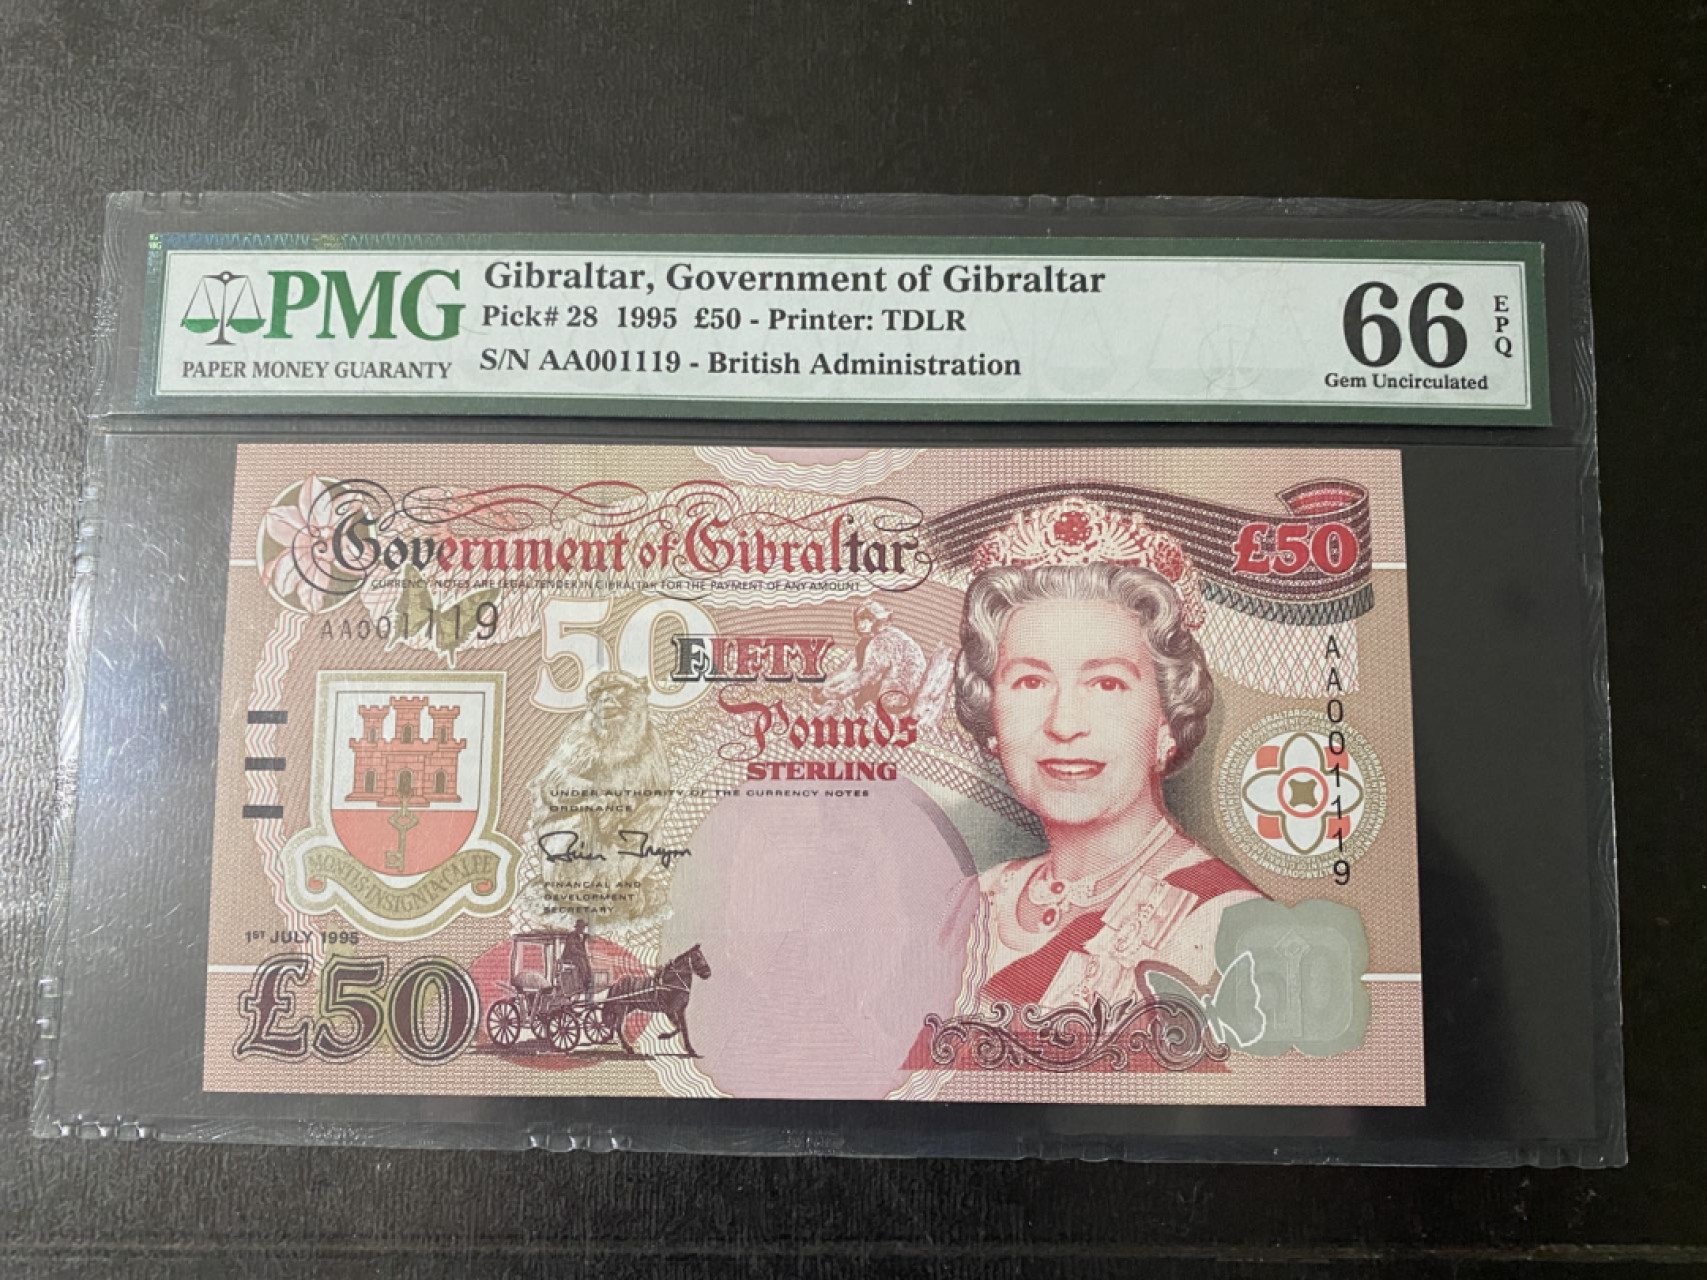 PMG
PAPER MONEY GUARANTY
Gibraltar, Government of Gibraltar
Pick# 28 1995 £50 - Printer: TDLR
S/N AA001119 - British Administration
66
EPQ
Gem Uncirculated
Government of Gibraltar
CURRENCY NOTES ARE LEGAL TENDER IN GIBRALTAR FOR THE PAYMENT OF ANY AMOUNT
£50
AA001119
50
FIFTY
Pounds
STERLING
UNDER AUTHORITY OF THE CURRENCY NOTES
ORDINANCE
FINANCIAL AND
DEVELOPMENT
SECRETARY
MONTIS INSIGNIA CALPE
1ST JULY 1995
£50
AA001119
50